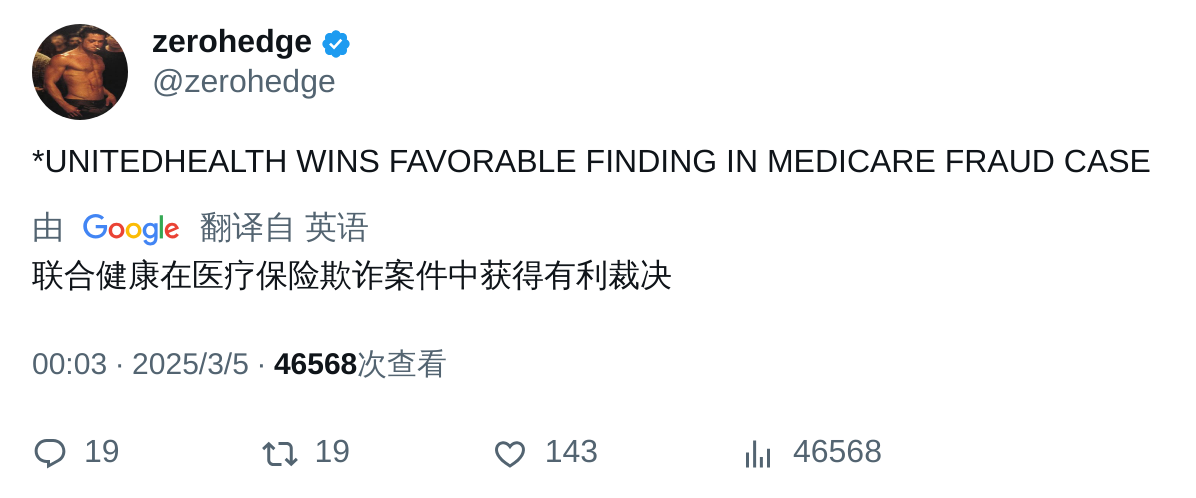 zerohedge
@zerohedge
*UNITEDHEALTH WINS FAVORABLE FINDING IN MEDICARE FRAUD CASE
由 Google 翻译自 英语
联合健康在医疗保险欺诈案件中获得有利裁决
00:03 · 2025/3/5 · 46568次查看
19 19 143 46568